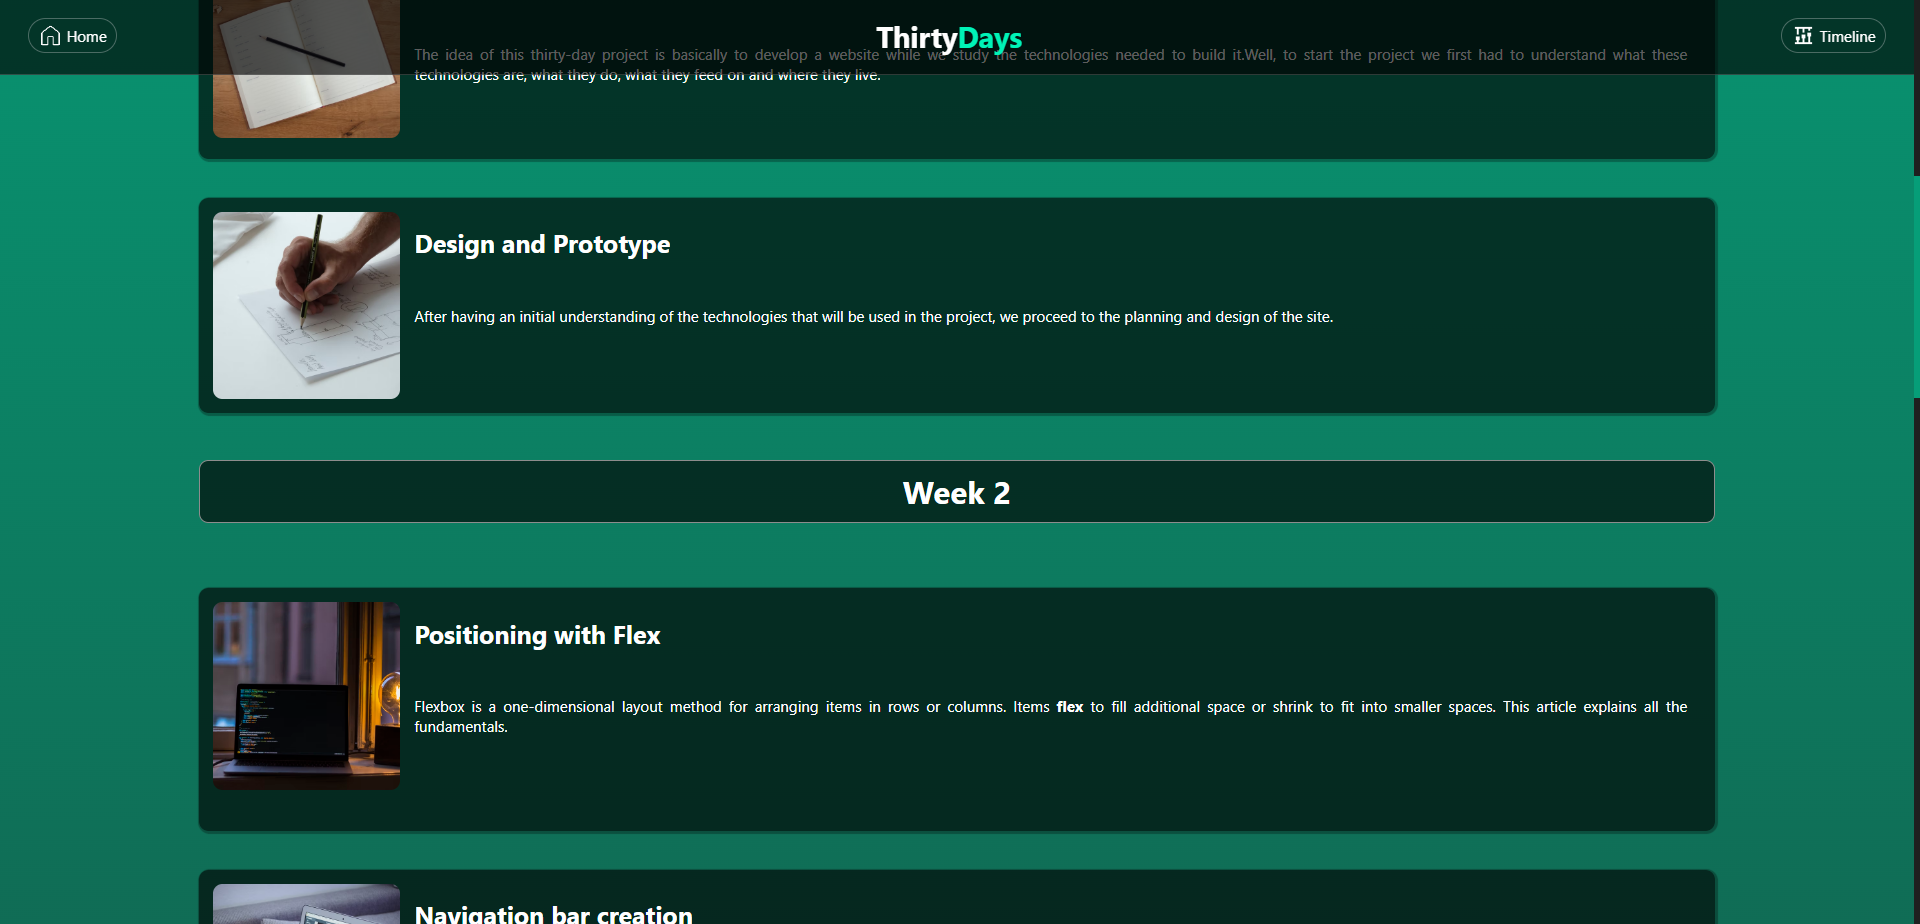 Home
ThirtyDays
Timeline
The idea of this thirty-day project is basically to develop a website while we study the technologies needed to build it.Well, to start the project we first had to understand what these
technologies are, what they do, what they feed on and where they live.
Design and Prototype
After having an initial understanding of the technologies that will be used in the project, we proceed to the planning and design of the site.
Week 2
Positioning with Flex
Flexbox is a one-dimensional layout method for arranging items in rows or columns. Items flex to fill additional space or shrink to fit into smaller spaces. This article explains all the
fundamentals.
Navigation bar creation